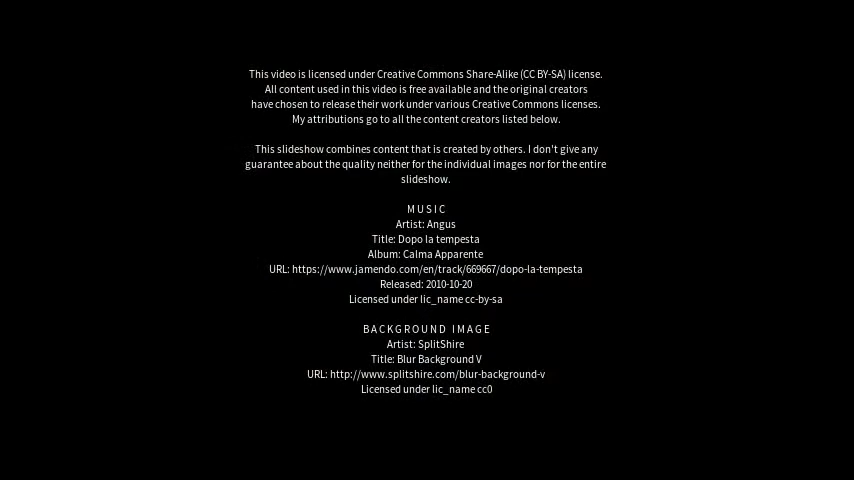 This video is licensed under Creative Commons Share-Alike (CC BY-SA) license.
All content used in this video is free available and the original creators
have chosen to release their work under various Creative Commons licenses.
My attributions go to all the content creators listed below.
This slideshow combines content that is created by others. I don't give any
guarantee about the quality neither for the individual images nor for the entire
slideshow.
MUSIC
Artist: Angus
Title: Dopo la tempesta
Album: Calma Apparente
URL: https://www.jamendo.com/en/track/669667/dopo-la-tempesta
Released: 2010-10-20
Licensed under lic_name cc-by-sa
BACKGROUND IMAGE
Artist: SplitShire
Title: Blur Background V
URL: http://www.splitshire.com/blur-background-v
Licensed under lic_name cc0